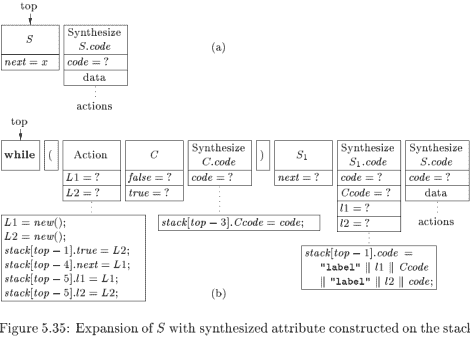 top
S
Synthesize
S.code
(a)
next = x
code = ?
data
actions
top
while
(
Action
C
Synthesize
C.code
)
S₁
Synthesize
S₁.code
Synthesize
S.code
L1 = ?
false = ?
code = ?
next = ?
code = ?
code = ?
L2 = ?
true = ?
Ccode = ?
data
l1 = ?
l2 = ?
actions
L1 = new();
L2 = new();
stack[top − 1].true = L2;
stack[top − 4].next = L1;
stack[top − 5].l1 = L1;
stack[top − 5].l2 = L2;
stack[top − 3].Ccode = code;
stack[top − 1].code =
"label" ∥ l1 ∥ Ccode
∥ "label" ∥ l2 ∥ code;
(b)
Figure 5.35: Expansion of S with synthesized attribute constructed on the stack